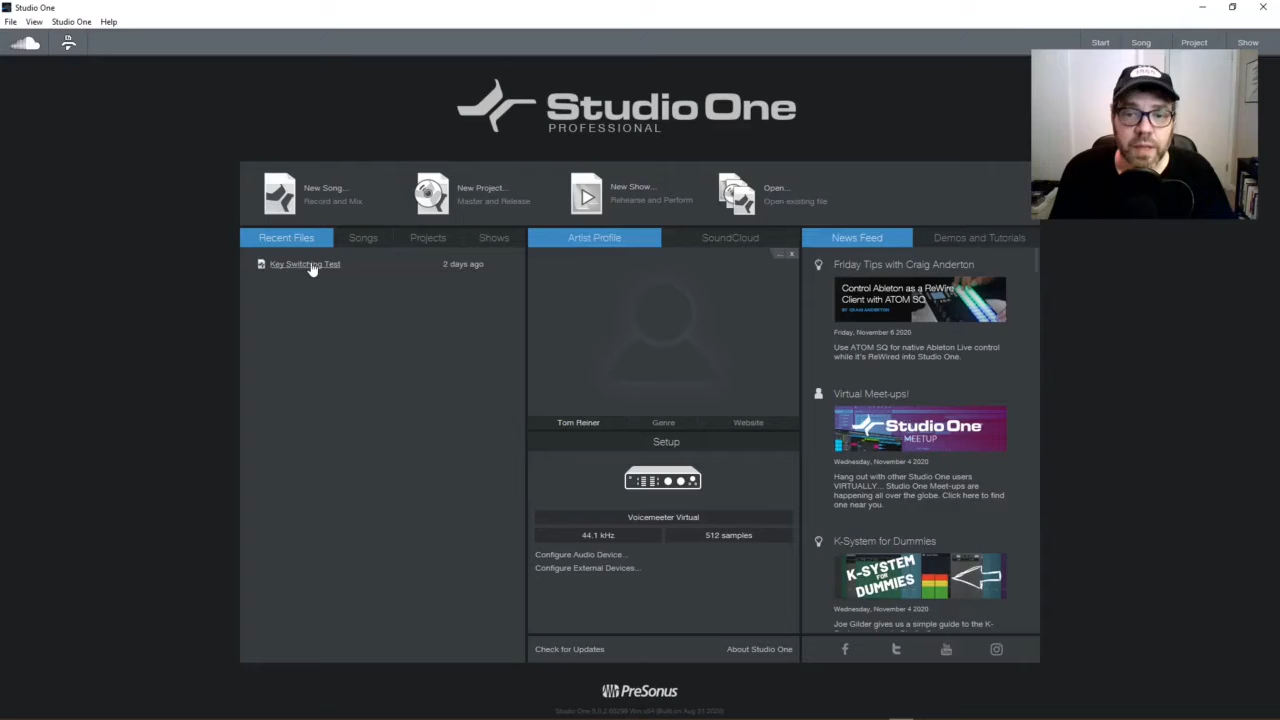 Studio One
File View Studio One Help
Start Song Project Show
Studio One
PROFESSIONAL
New Song...
Record and Mix
New Project...
Master and Release
New Show...
Rehearse and Perform
Open...
Open existing file
Recent Files Songs Projects Shows
Key Switching Test 2 days ago
Artist Profile SoundCloud
... x
Tom Reiner Genre Website
Setup
Voicemeeter Virtual
44.1 kHz 512 samples
Configure Audio Device...
Configure External Devices...
Check for Updates About Studio One
News Feed Demos and Tutorials
Friday Tips with Craig Anderton
Control Ableton as a ReWire
Client with ATOM SQ
BY CRAIG ANDERTON
Friday, November 6 2020
Use ATOM SQ for native Ableton Live control
while it's ReWired into Studio One.
Virtual Meet-ups!
Studio One
MEETUP
Wednesday, November 4 2020
Hang out with other Studio One users
VIRTUALLY... Studio One Meet-ups are
happening all over the globe. Click here to find
one near you.
K-System for Dummies
K-SYSTEM
FOR
DUMMIES
Wednesday, November 4 2020
Joe Gilder gives us a simple guide to the K-
PreSonus